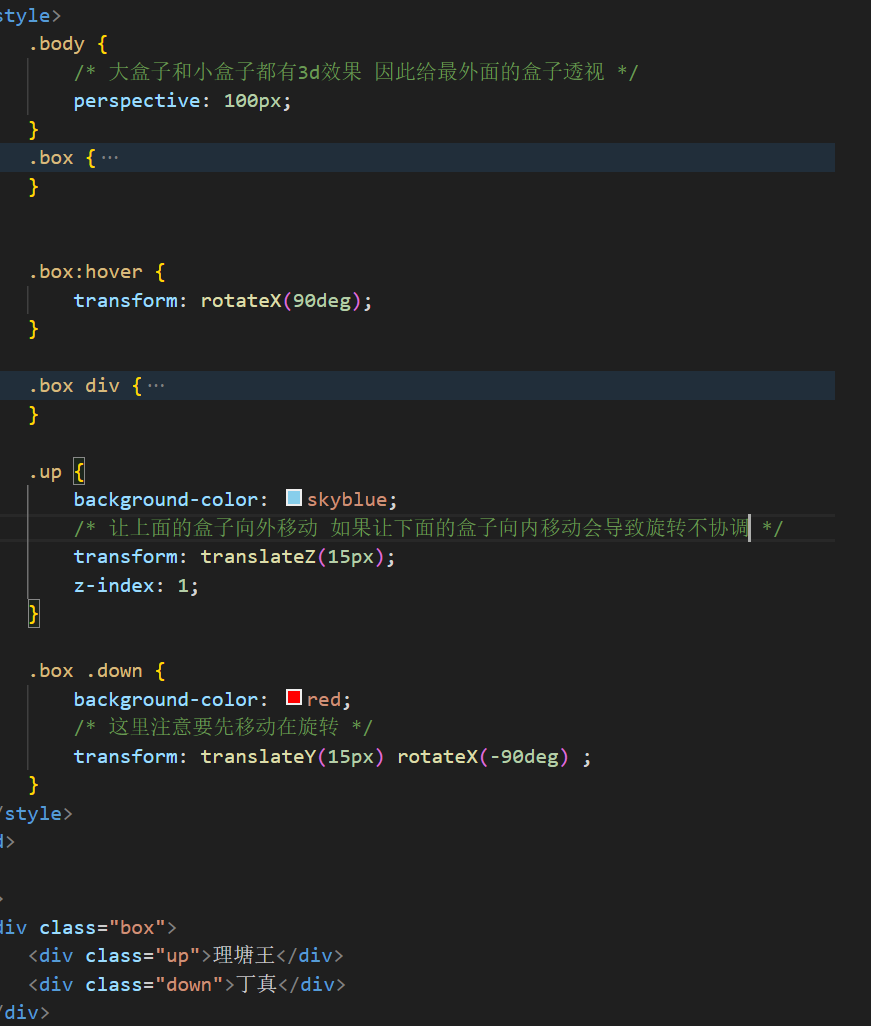 style>
.body {
/* 大盒子和小盒子都有3d效果 因此给最外面的盒子透视 */
perspective: 100px;
}
.box {···
}
.box:hover {
transform: rotateX(90deg);
}
.box div {···
}
.up {
background-color: skyblue;
/* 让上面的盒子向外移动 如果让下面的盒子向内移动会导致旋转不协调 */
transform: translateZ(15px);
z-index: 1;
}
.box .down {
background-color: red;
/* 这里注意要先移动在旋转 */
transform: translateY(15px) rotateX(-90deg) ;
}
/style>
d>
>
div class="box">
<div class="up">理塘王</div>
<div class="down">丁真</div>
/div>